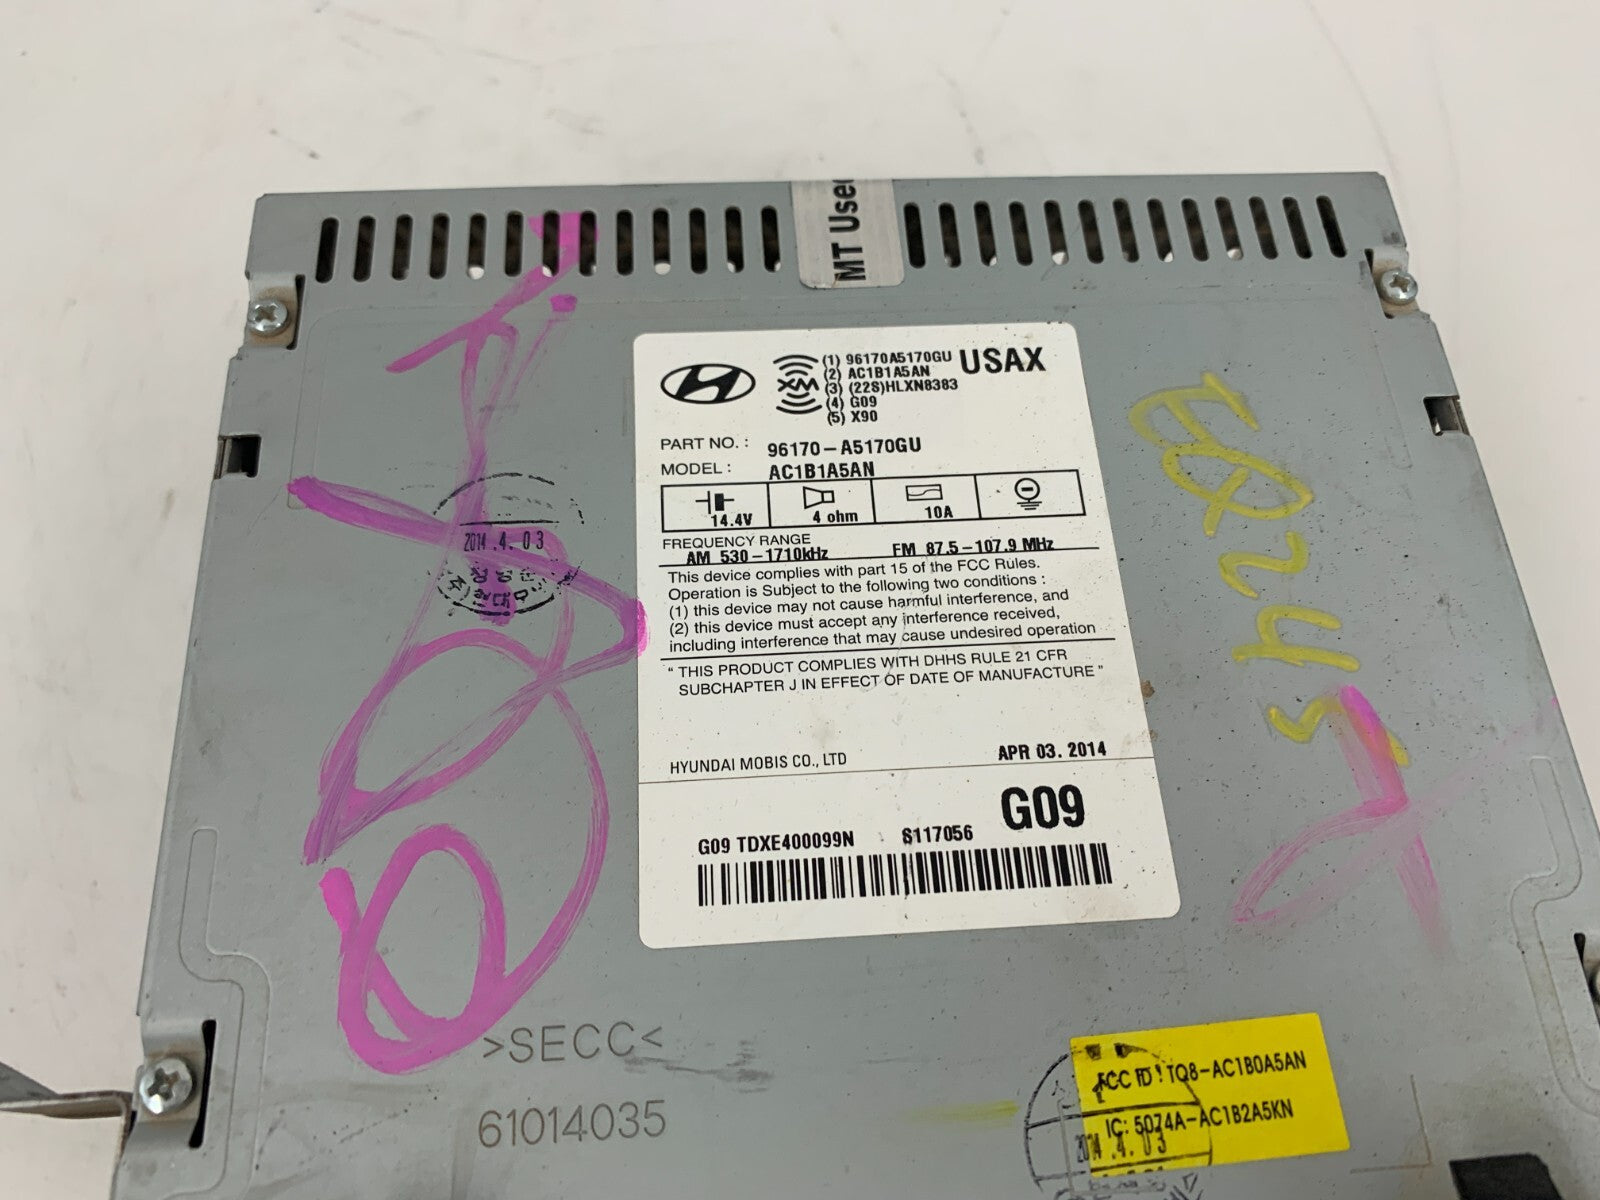 MT Used
(1) 96170A5170GU USAX
(2) AC1B1A5AN
XM
(3) (22S)HLXN8383
(4) G09
(5) X90
PART NO. : 96170-A5170GU
MODEL : AC1B1A5AN
14.4V 4 ohm 10A
FREQUENCY RANGE
AM 530-1710kHz FM 87.5-107.9 MHz
This device complies with part 15 of the FCC Rules.
Operation is Subject to the following two conditions :
(1) this device may not cause harmful interference, and
(2) this device must accept any interference received,
including interference that may cause undesired operation
" THIS PRODUCT COMPLIES WITH DHHS RULE 21 CFR
SUBCHAPTER J IN EFFECT OF DATE OF MANUFACTURE "
HYUNDAI MOBIS CO., LTD APR 03. 2014
G09
G09 TDXE400099N S117056
2014.4.03
>SECC<
61014035
FCC ID : TQ8-AC1B0A5AN
IC: 5074A-AC1B2A5KN
2014.4.03